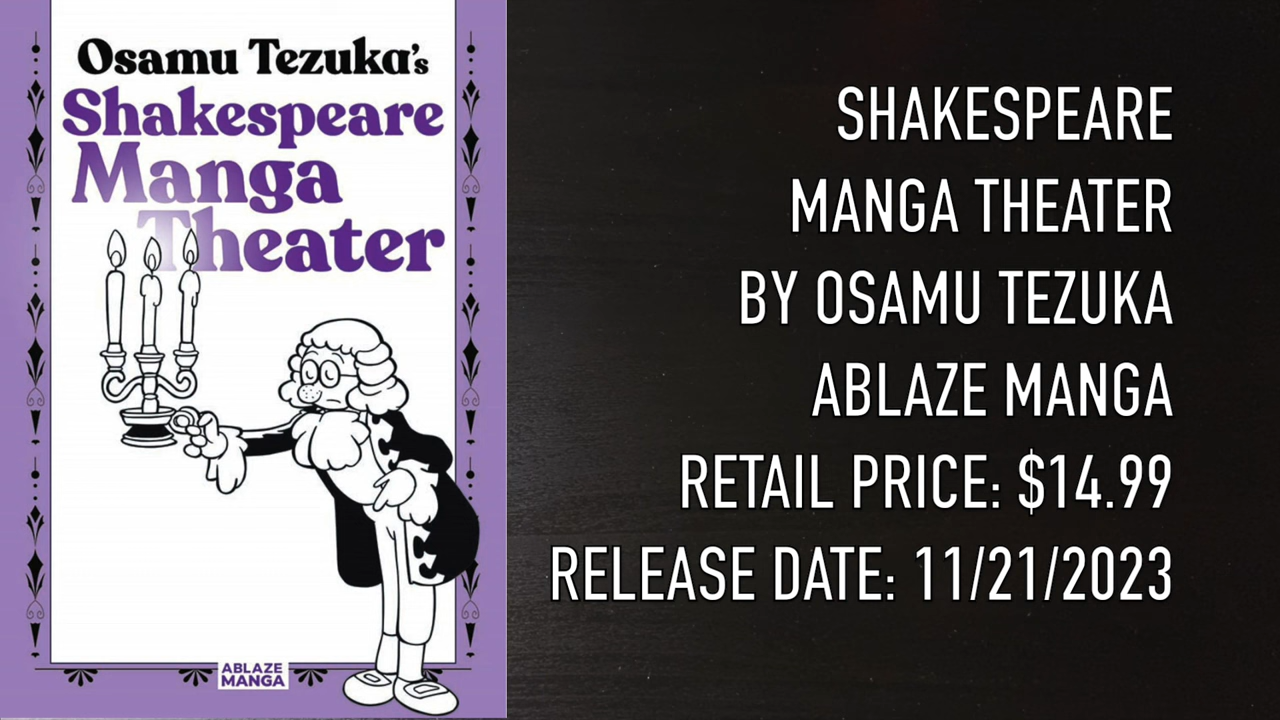 Osamu Tezuka's
Shakespeare
Manga
Theater
ABLAZE
MANGA
SHAKESPEARE
MANGA THEATER
BY OSAMU TEZUKA
ABLAZE MANGA
RETAIL PRICE: $14.99
RELEASE DATE: 11/21/2023